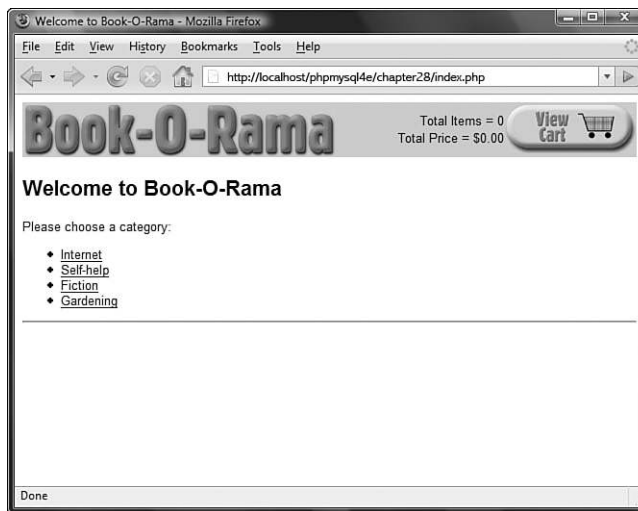 Welcome to Book-O-Rama - Mozilla Firefox
File Edit View History Bookmarks Tools Help
http://localhost/phpmysql4e/chapter28/index.php
Book-O-Rama
Total Items = 0
Total Price = $0.00
View
Cart
Welcome to Book-O-Rama
Please choose a category:
Internet
Self-help
Fiction
Gardening
Done